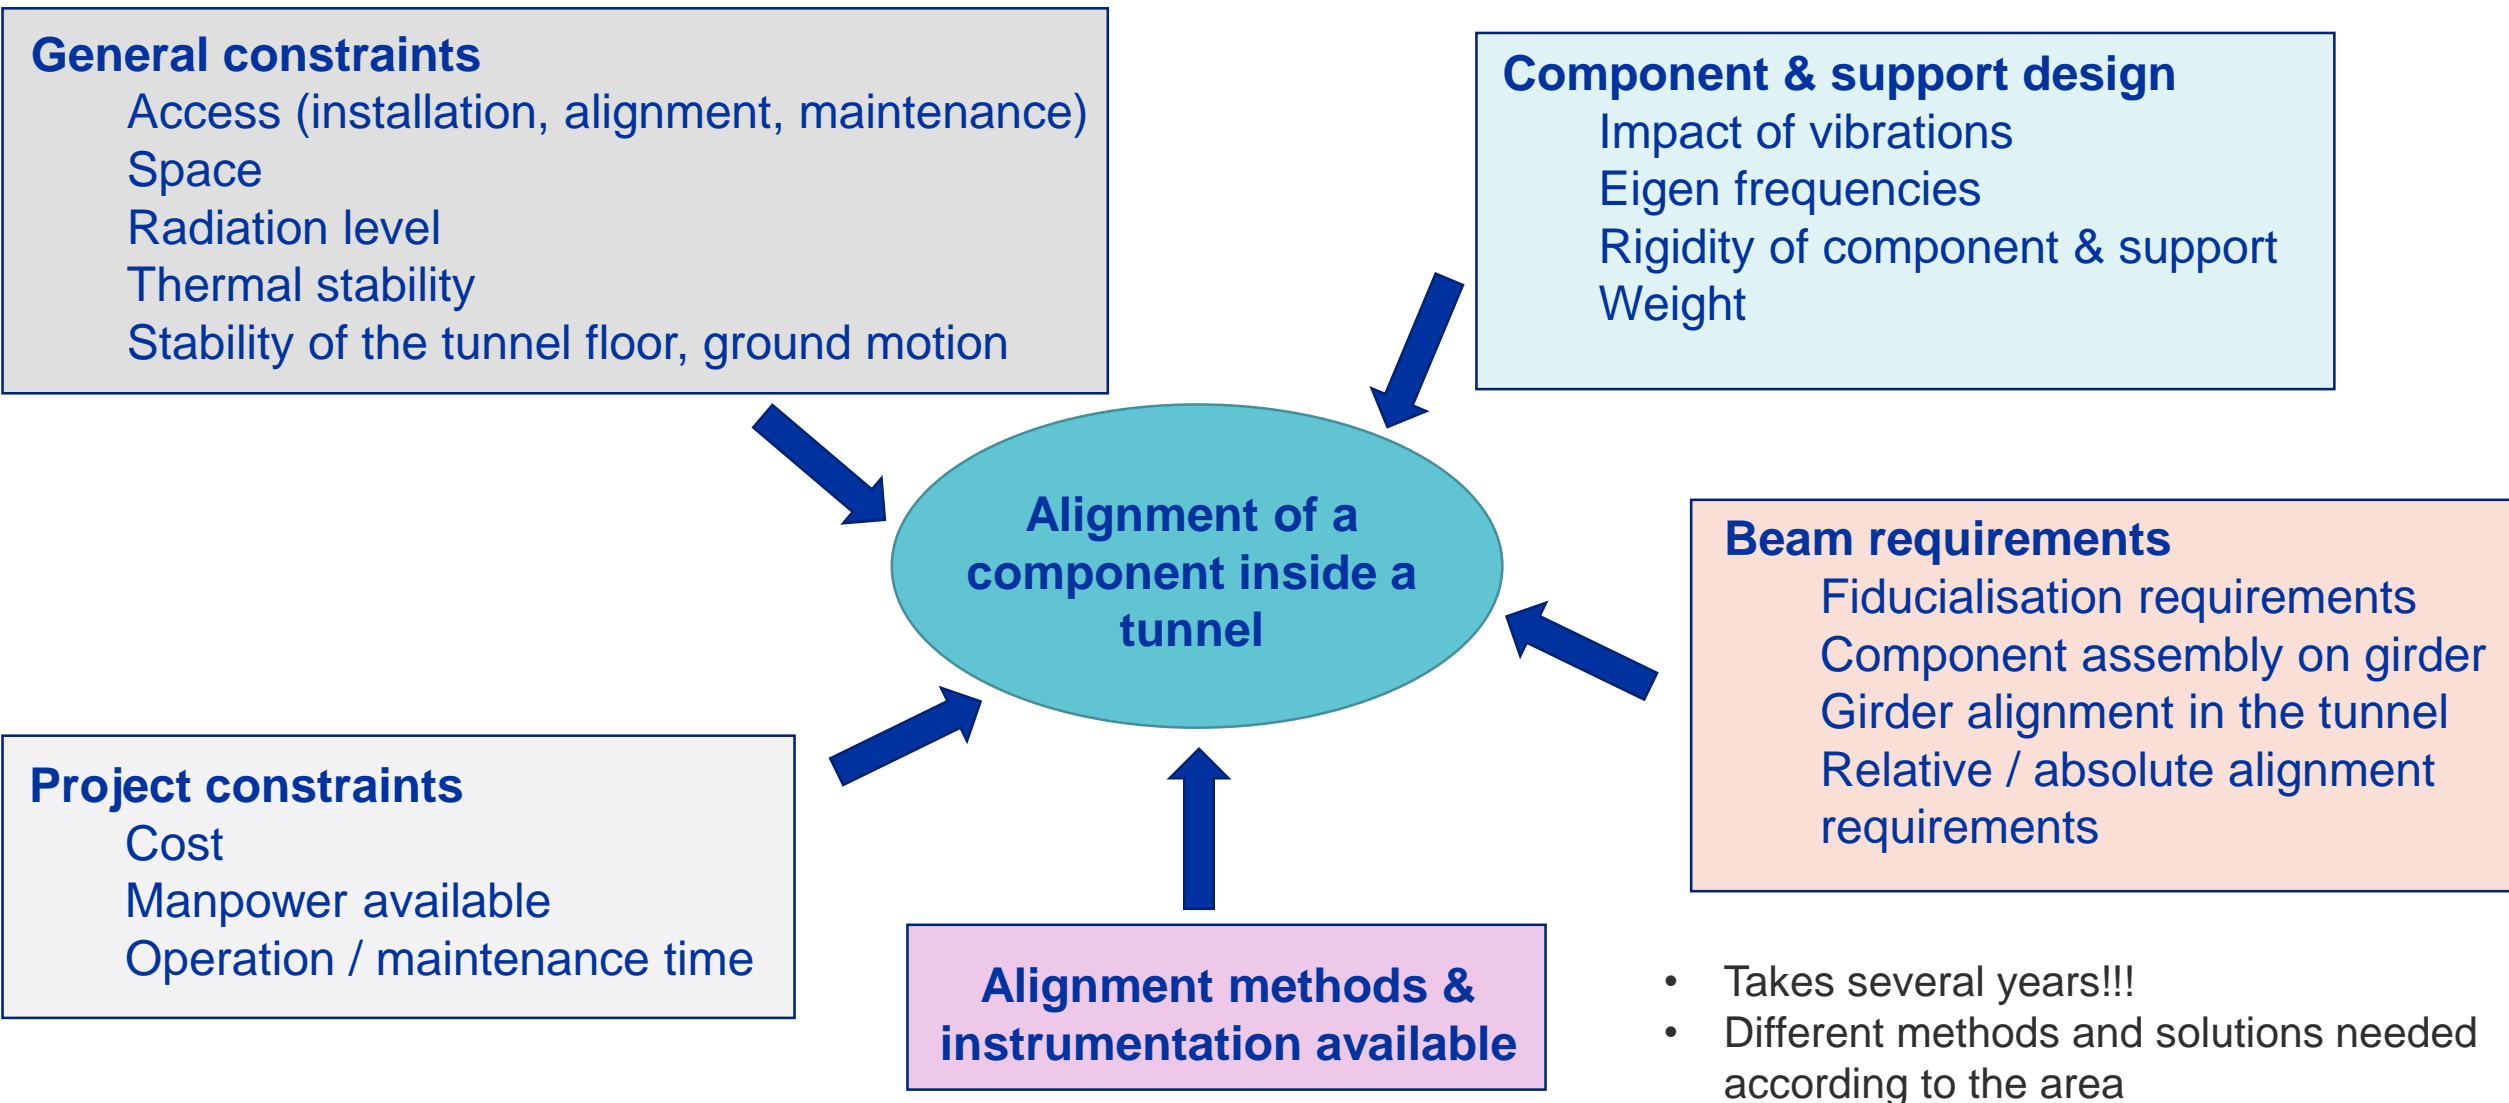 General constraints
Access (installation, alignment, maintenance)
Space
Radiation level
Thermal stability
Stability of the tunnel floor, ground motion
Component & support design
Impact of vibrations
Eigen frequencies
Rigidity of component & support
Weight
Alignment of a
component inside a
tunnel
Beam requirements
Fiducialisation requirements
Component assembly on girder
Girder alignment in the tunnel
Relative / absolute alignment
requirements
Project constraints
Cost
Manpower available
Operation / maintenance time
Alignment methods &
instrumentation available
• Takes several years!!!
• Different methods and solutions needed
according to the area